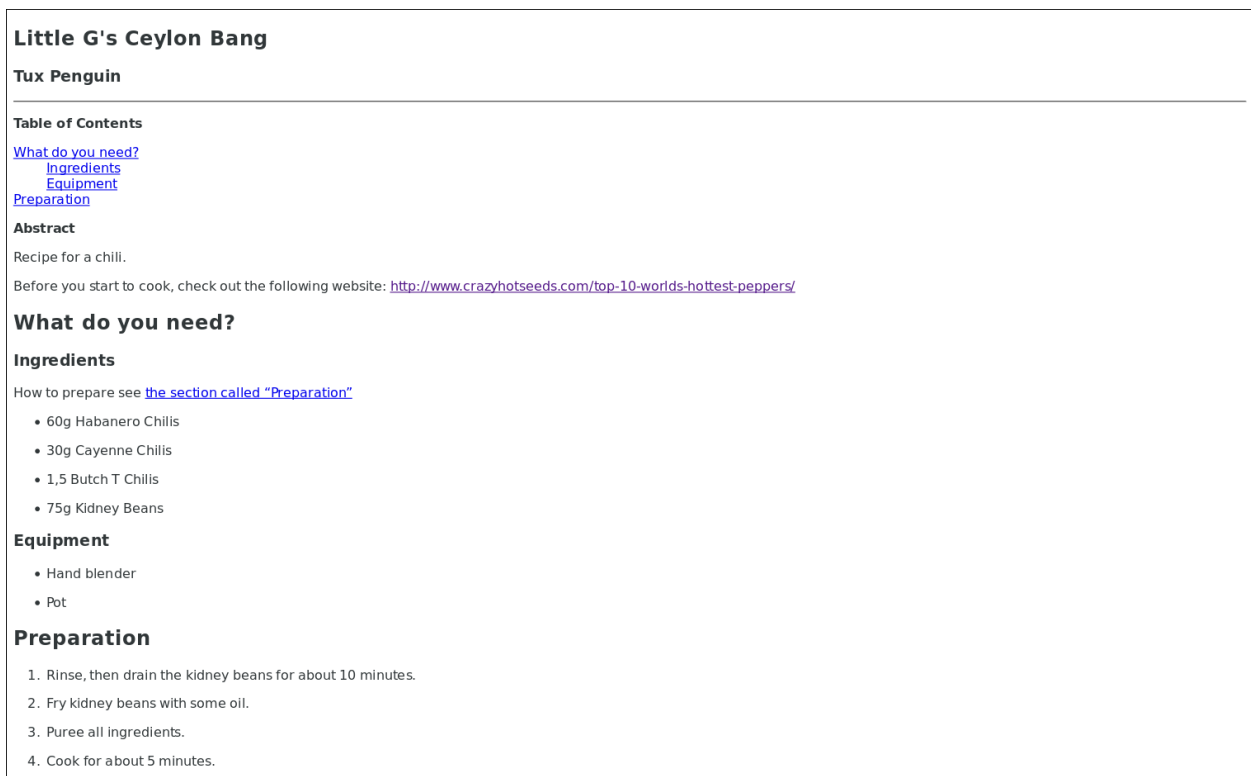 Little G's Ceylon Bang
Tux Penguin
Table of Contents
What do you need?
Ingredients
Equipment
Preparation
Abstract
Recipe for a chili.
Before you start to cook, check out the following website: http://www.crazyhotseeds.com/top-10-worlds-hottest-peppers/
What do you need?
Ingredients
How to prepare see the section called “Preparation”
• 60g Habanero Chilis
• 30g Cayenne Chilis
• 1,5 Butch T Chilis
• 75g Kidney Beans
Equipment
• Hand blender
• Pot
Preparation
1. Rinse, then drain the kidney beans for about 10 minutes.
2. Fry kidney beans with some oil.
3. Puree all ingredients.
4. Cook for about 5 minutes.